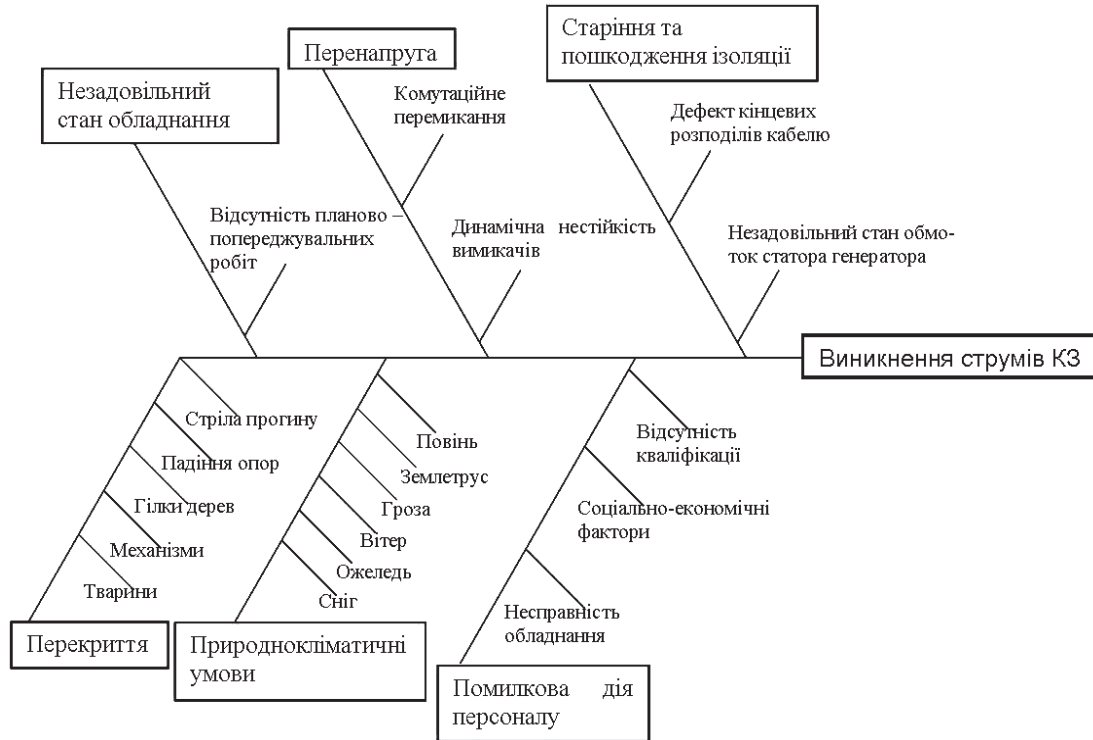 Старіння та
пошкодження ізоляції
Перенапруга
Незадовільний
стан обладнання
Комутаційне
перемикання
Дефект кінцевих
розподілів кабелю
Відсутність планово –
попереджувальних
робіт
Динамічна нестійкість
вимикачів
Незадовільний стан обмо-
ток статора генератора
Виникнення струмів КЗ
Стріла прогину
Падіння опор
Гілки дерев
Механізми
Тварини
Повінь
Землетрус
Гроза
Вітер
Ожеледь
Сніг
Відсутність
кваліфікації
Соціально-економічні
фактори
Несправність
обладнання
Перекриття
Природнокліматичні
умови
Помилкова дія
персоналу